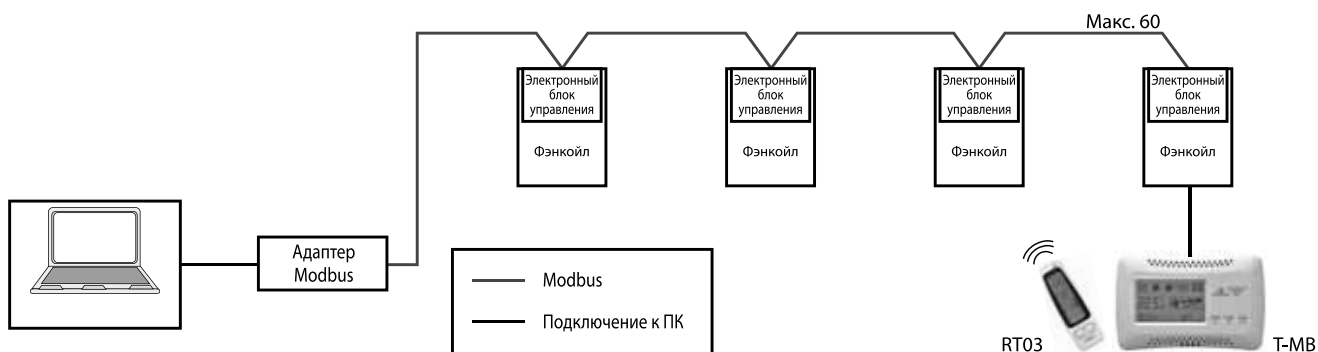 Макс. 60
Электронный
блок
управления
Фэнкойл
Электронный
блок
управления
Фэнкойл
Электронный
блок
управления
Фэнкойл
Электронный
блок
управления
Фэнкойл
Адаптер
Modbus
Modbus
Подключение к ПК
RT03
T-MB